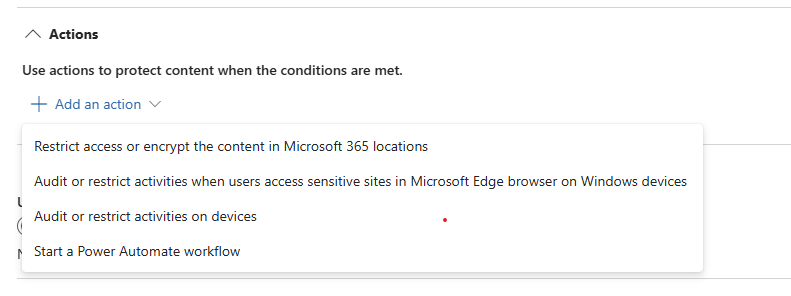 Actions
Use actions to protect content when the conditions are met.
Add an action
Restrict access or encrypt the content in Microsoft 365 locations
Audit or restrict activities when users access sensitive sites in Microsoft Edge browser on Windows devices
Audit or restrict activities on devices
Start a Power Automate workflow